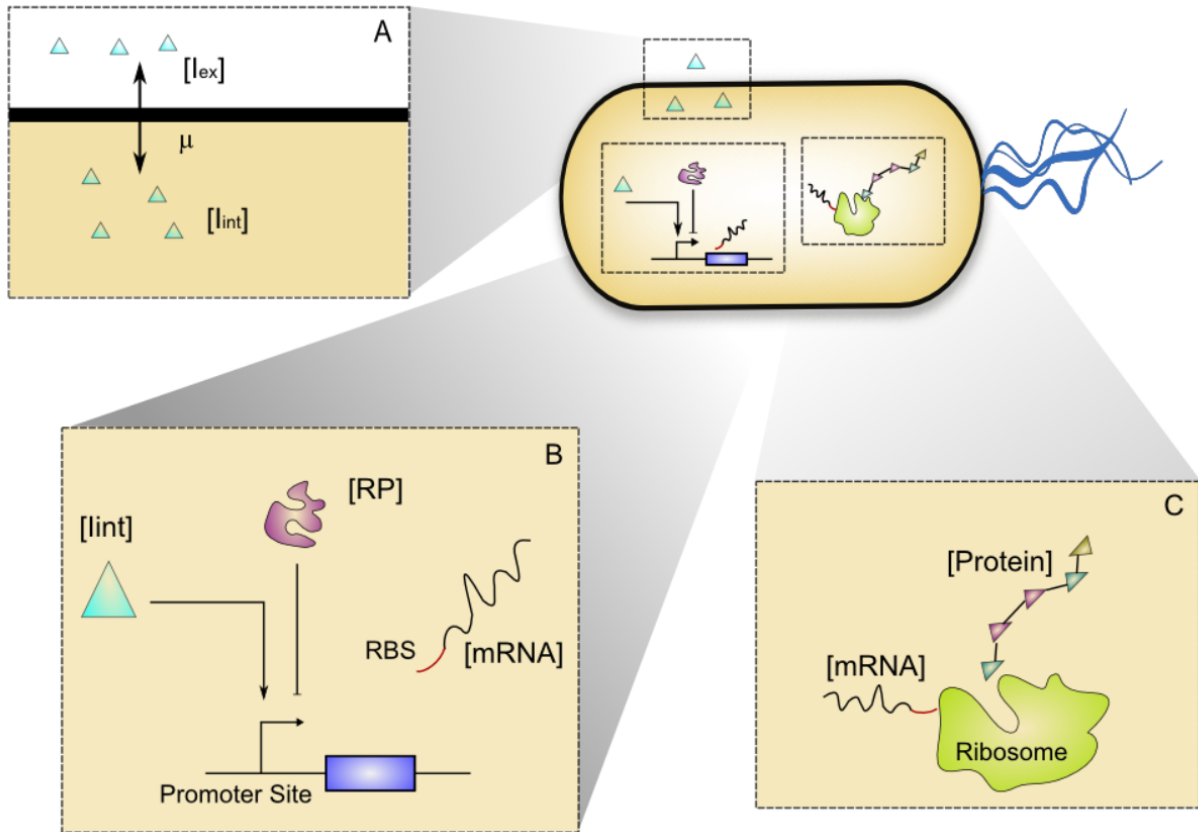 A
[Iex]
μ
[Iint]
B
[RP]
[Iint]
RBS
[mRNA]
Promoter Site
C
[Protein]
[mRNA]
Ribosome